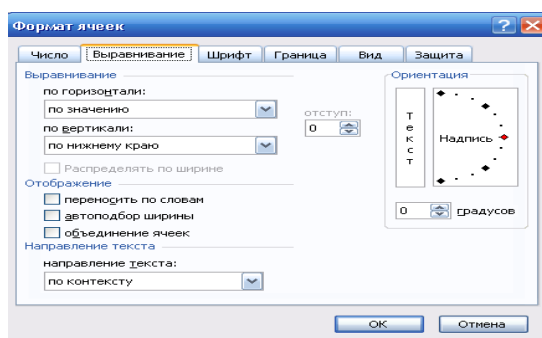 Формат ячеек
Число Выравнивание Шрифт Граница Вид Защита
Выравнивание
по горизонтали:
по значению
отступ:
по вертикали:
0
по нижнему краю
Распределять по ширине
Отображение
переносить по словам
автоподбор ширины
объединение ячеек
Направление текста
направление текста:
по контексту
Ориентация
Текст
Надпись
0 градусов
ОК Отмена